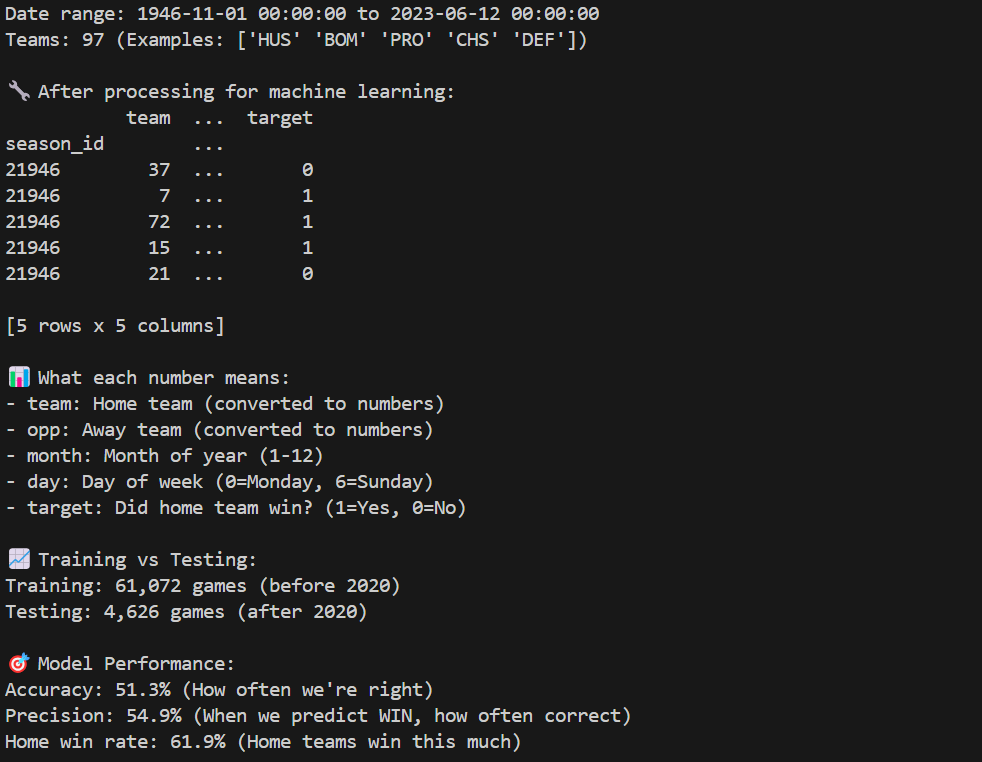 Date range: 1946-11-01 00:00:00 to 2023-06-12 00:00:00
Teams: 97 (Examples: ['HUS' 'BOM' 'PRO' 'CHS' 'DEF'])
🔧 After processing for machine learning:
team ... target
season_id ...
21946 37 ... 0
21946 7 ... 1
21946 72 ... 1
21946 15 ... 1
21946 21 ... 0
[5 rows x 5 columns]
📊 What each number means:
- team: Home team (converted to numbers)
- opp: Away team (converted to numbers)
- month: Month of year (1-12)
- day: Day of week (0=Monday, 6=Sunday)
- target: Did home team win? (1=Yes, 0=No)
📈 Training vs Testing:
Training: 61,072 games (before 2020)
Testing: 4,626 games (after 2020)
🎯 Model Performance:
Accuracy: 51.3% (How often we're right)
Precision: 54.9% (When we predict WIN, how often correct)
Home win rate: 61.9% (Home teams win this much)